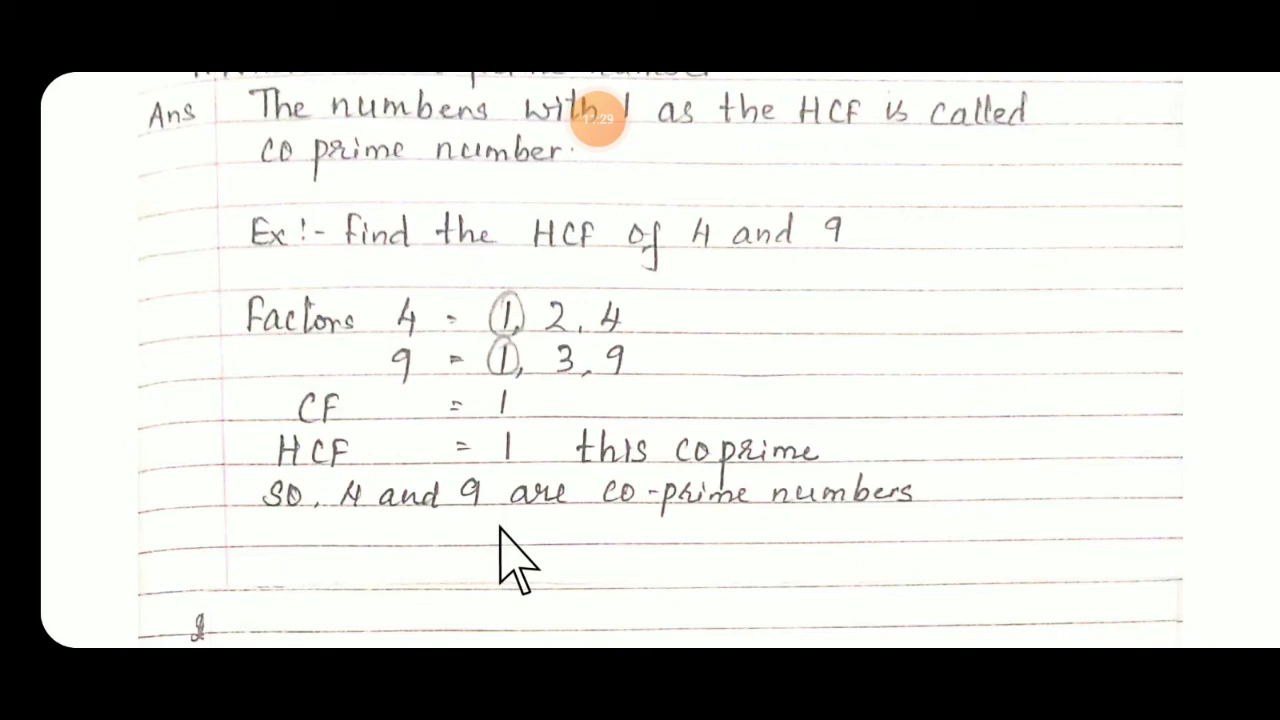 Ans The numbers with 1 as the HCF is called
co prime number.
Ex:- find the HCF of 4 and 9
Factors 4 = 1, 2, 4
9 = 1, 3, 9
CF = 1
HCF = 1 this coprime
so, 4 and 9 are co-prime numbers